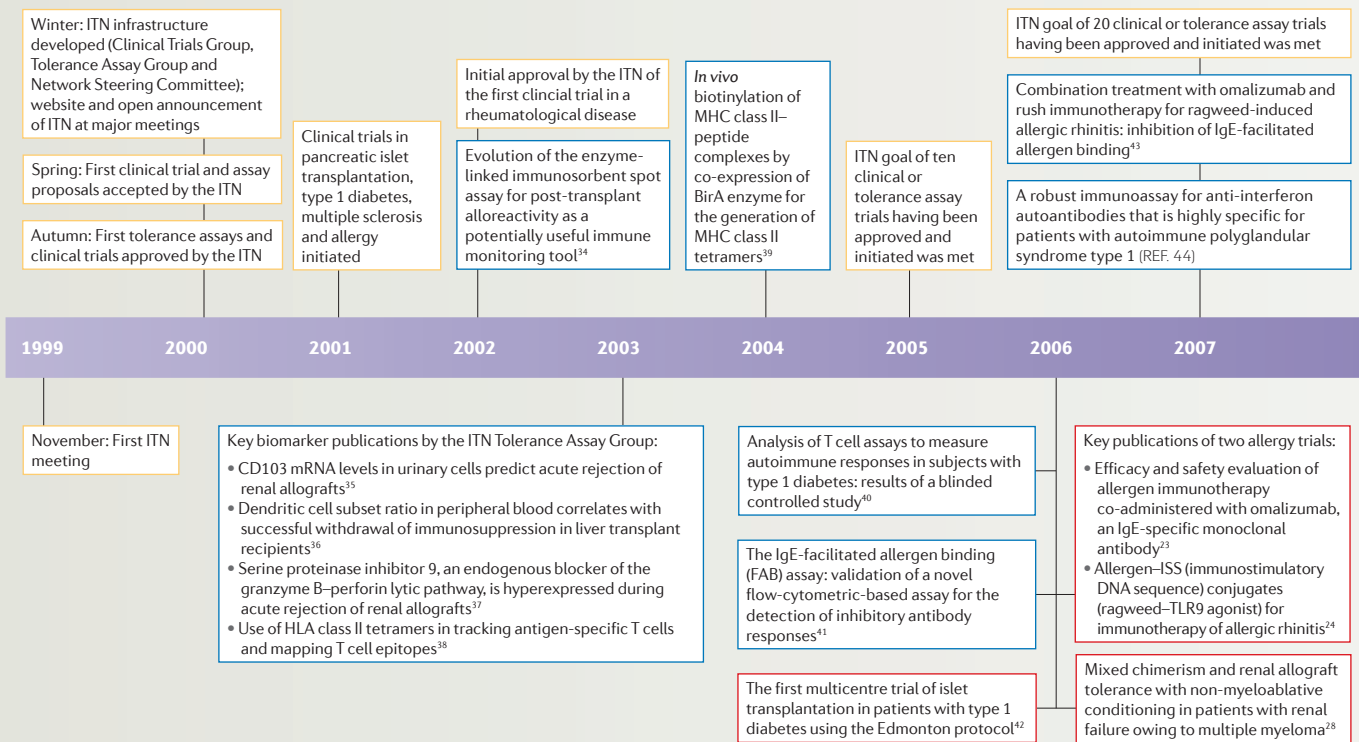 Winter: ITN infrastructure
developed (Clinical Trials Group,
Tolerance Assay Group and
Network Steering Committee);
website and open announcement
of ITN at major meetings
Spring: First clinical trial and assay
proposals accepted by the ITN
Autumn: First tolerance assays and
clinical trials approved by the ITN
Clinical trials in
pancreatic islet
transplantation,
type 1 diabetes,
multiple sclerosis
and allergy
initiated
Initial approval by the ITN of
the first clincial trial in a
rheumatological disease
Evolution of the enzyme-
linked immunosorbent spot
assay for post-transplant
alloreactivity as a
potentially useful immune
monitoring tool34
In vivo
biotinylation of
MHC class II–
peptide
complexes by
co-expression of
BirA enzyme for
the generation of
MHC class II
tetramers39
ITN goal of ten
clinical or
tolerance assay
trials having been
approved and
initiated was met
ITN goal of 20 clinical or tolerance assay trials
having been approved and initiated was met
Combination treatment with omalizumab and
rush immunotherapy for ragweed-induced
allergic rhinitis: inhibition of IgE-facilitated
allergen binding43
A robust immunoassay for anti-interferon
autoantibodies that is highly specific for
patients with autoimmune polyglandular
syndrome type 1 (REF. 44)
1999 2000 2001 2002 2003 2004 2005 2006 2007
November: First ITN
meeting
Key biomarker publications by the ITN Tolerance Assay Group:
• CD103 mRNA levels in urinary cells predict acute rejection of
renal allografts35
• Dendritic cell subset ratio in peripheral blood correlates with
successful withdrawal of immunosuppression in liver transplant
recipients36
• Serine proteinase inhibitor 9, an endogenous blocker of the
granzyme B–perforin lytic pathway, is hyperexpressed during
acute rejection of renal allografts37
• Use of HLA class II tetramers in tracking antigen-specific T cells
and mapping T cell epitopes38
Analysis of T cell assays to measure
autoimmune responses in subjects with
type 1 diabetes: results of a blinded
controlled study40
The IgE-facilitated allergen binding
(FAB) assay: validation of a novel
flow-cytometric-based assay for the
detection of inhibitory antibody
responses41
The first multicentre trial of islet
transplantation in patients with type 1
diabetes using the Edmonton protocol42
Key publications of two allergy trials:
• Efficacy and safety evaluation of
allergen immunotherapy
co-administered with omalizumab,
an IgE-specific monoclonal
antibody23
• Allergen–ISS (immunostimulatory
DNA sequence) conjugates
(ragweed–TLR9 agonist) for
immunotherapy of allergic rhinitis24
Mixed chimerism and renal allograft
tolerance with non-myeloablative
conditioning in patients with renal
failure owing to multiple myeloma28